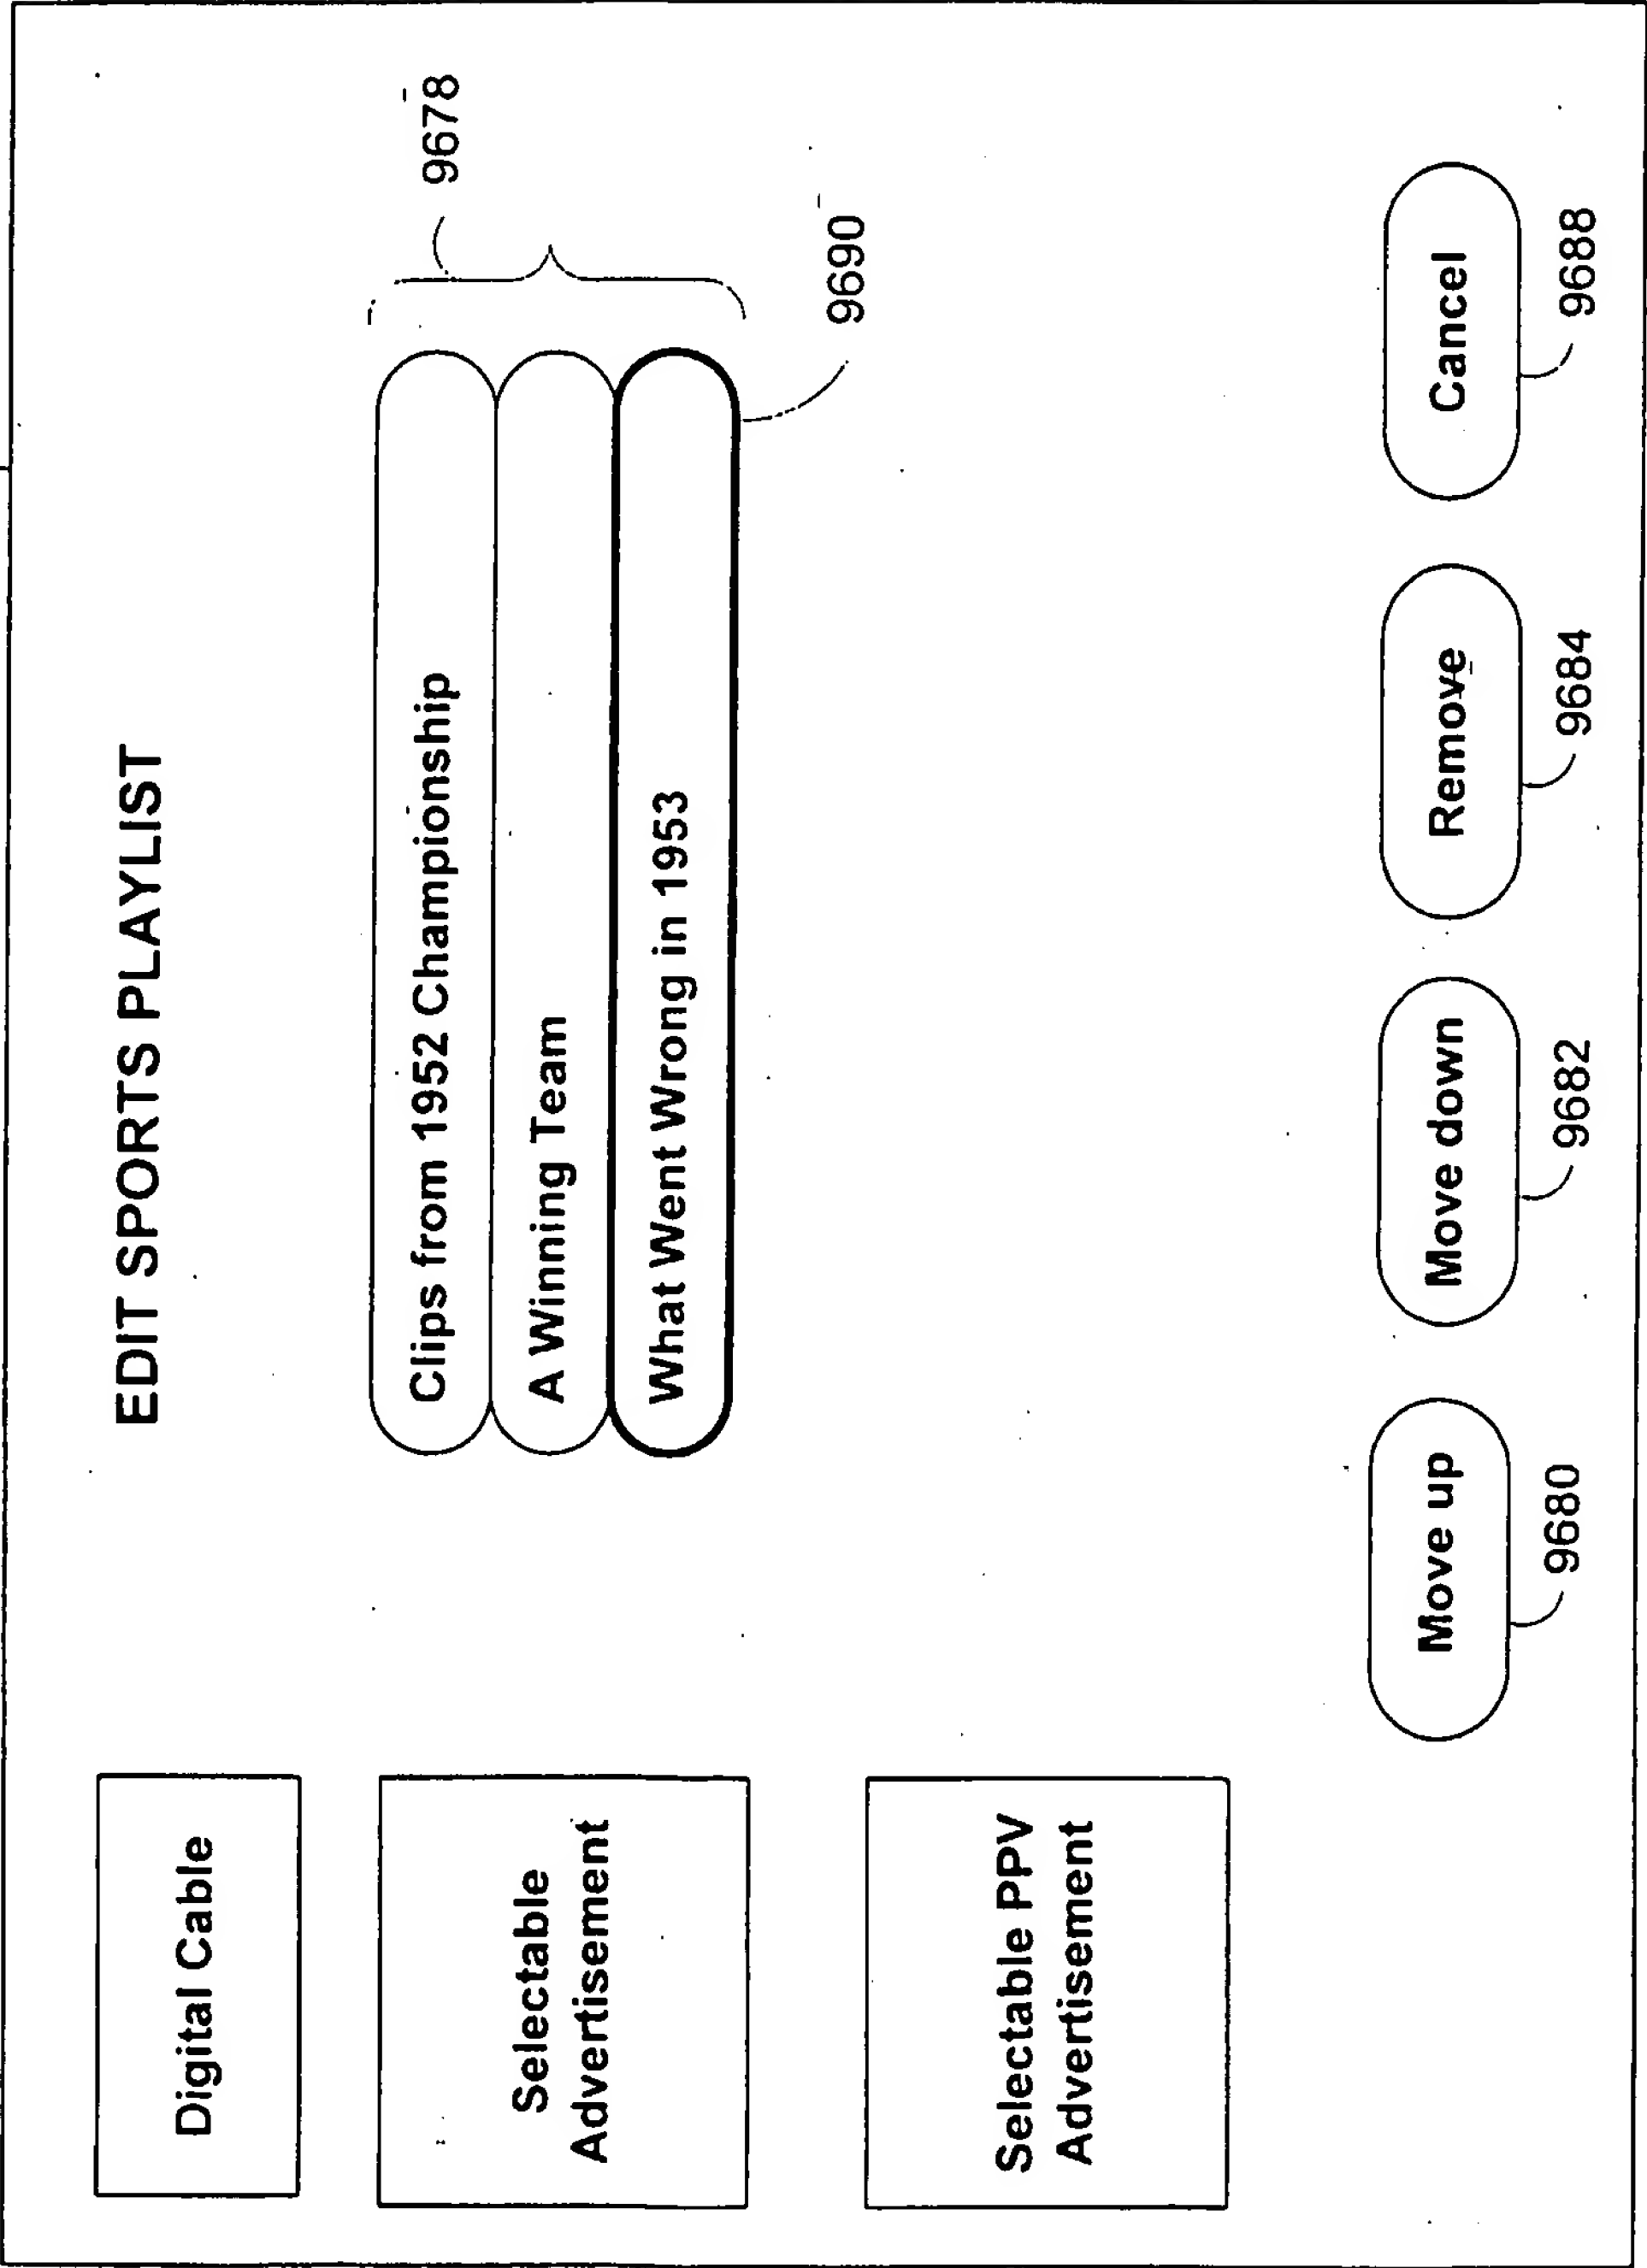 EDIT SPORTS PLAYLIST
Digital Cable
Selectable
Advertisement
Selectable PPV
Advertisement
Clips from 1952 Championship
A Winning Team
What Went Wrong in 1953
9678
9690
Move up
Move down
Remove
Cancel
9680
9682
9684
9688